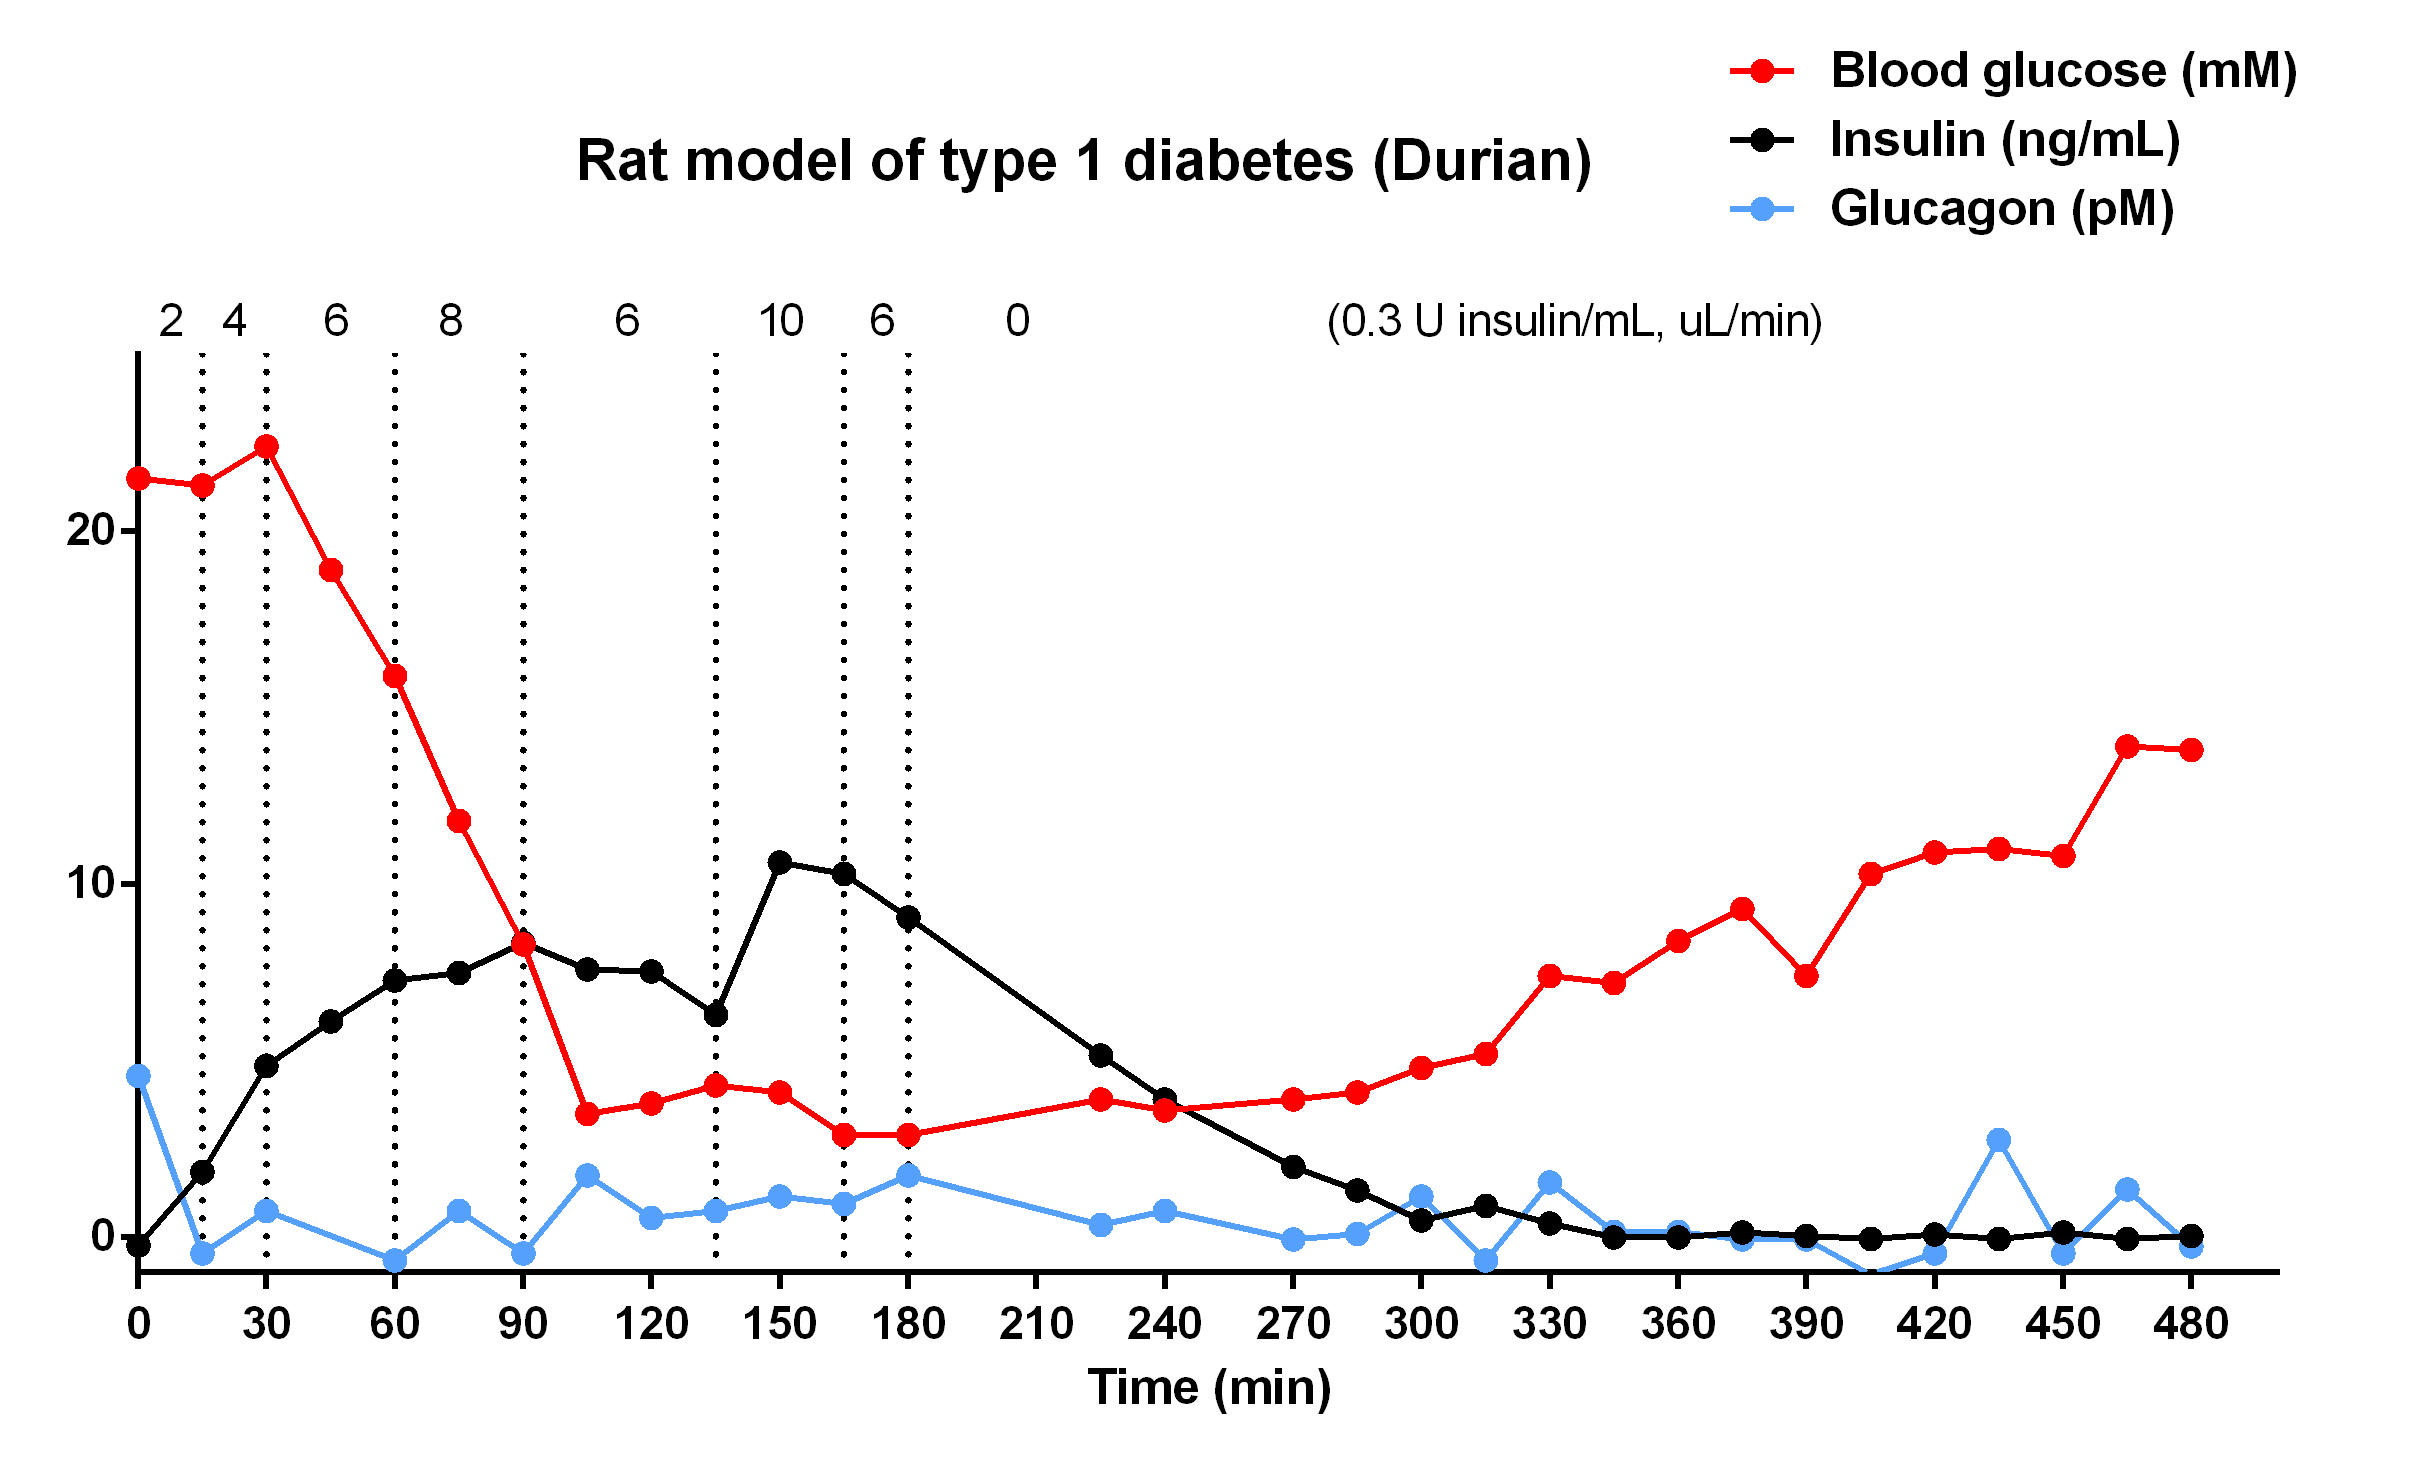 Blood glucose (mM)
Insulin (ng/mL)
Glucagon (pM)
Rat model of type 1 diabetes (Durian)
2 4 6 8 6 10 6 0 (0.3 U insulin/mL, uL/min)
20
10
0
0 30 60 90 120 150 180 210 240 270 300 330 360 390 420 450 480
Time (min)